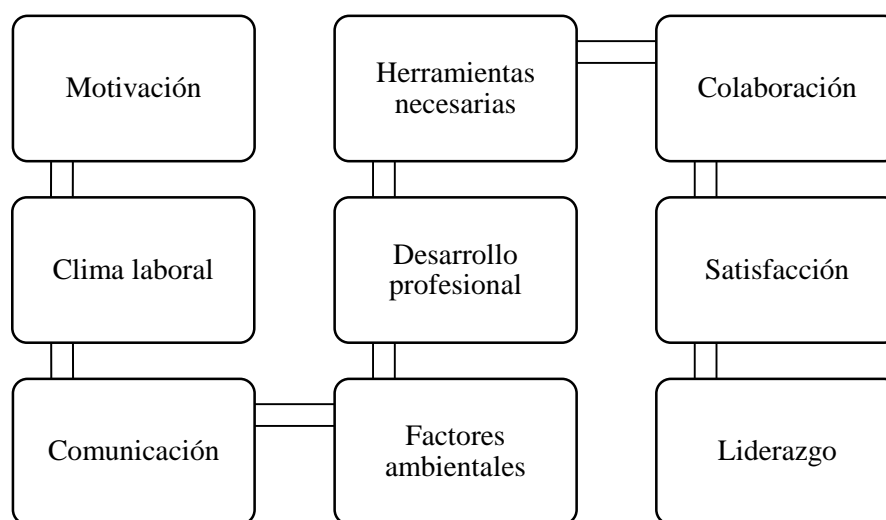 Motivación
Clima laboral
Comunicación
Factores
ambientales
Desarrollo
profesional
Herramientas
necesarias
Colaboración
Satisfacción
Liderazgo